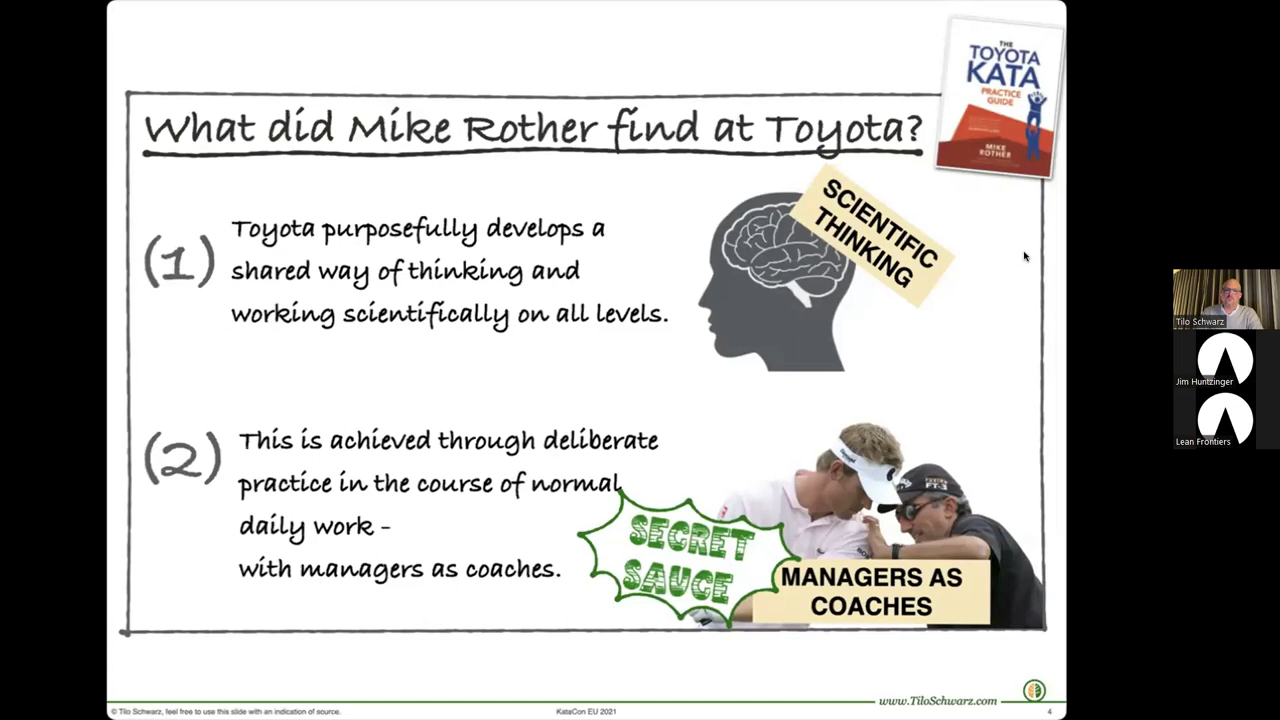 THE
TOYOTA
KATA
PRACTICE
GUIDE
MIKE
ROTHER
What did Mike Rother find at Toyota?
(1)
Toyota purposefully develops a
shared way of thinking and
working scientifically on all levels.
SCIENTIFIC
THINKING
(2)
This is achieved through deliberate
practice in the course of normal
daily work -
with managers as coaches.
SECRET
SAUCE
FT-3
MANAGERS AS
COACHES
www.TiloSchwarz.com
© Tilo Schwarz, feel free to use this slide with an indication of source.
KataCon EU 2021
4
Tilo Schwarz
Jim Huntzinger
Lean Frontiers